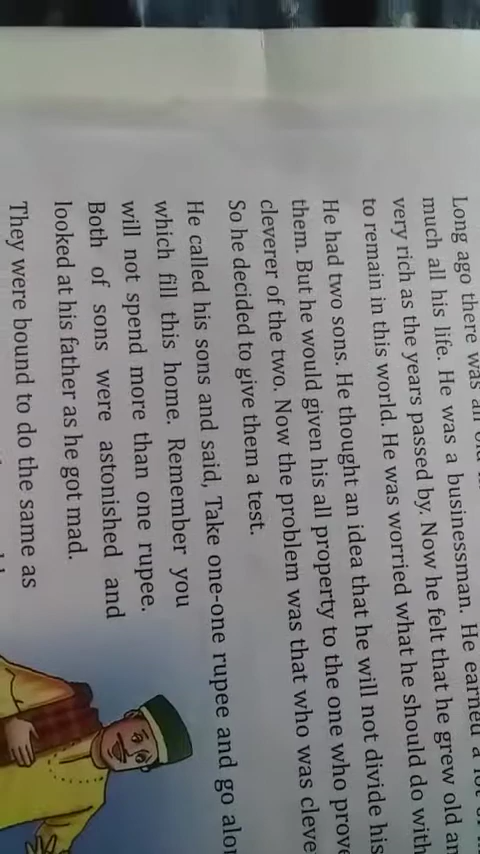 Long ago there was an
much all his life. He was a businessman. He earned a lot of
very rich as the years passed by. Now he felt that he grew old an
to remain in this world. He was worried what he should do with
He had two sons. He thought an idea that he will not divide his
them. But he would given his all property to the one who prove
cleverer of the two. Now the problem was that who was cleve
So he decided to give them a test.
He called his sons and said, Take one-one rupee and go alon
which fill this home. Remember you
will not spend more than one rupee.
Both of sons were astonished and
looked at his father as he got mad.
They were bound to do the same as